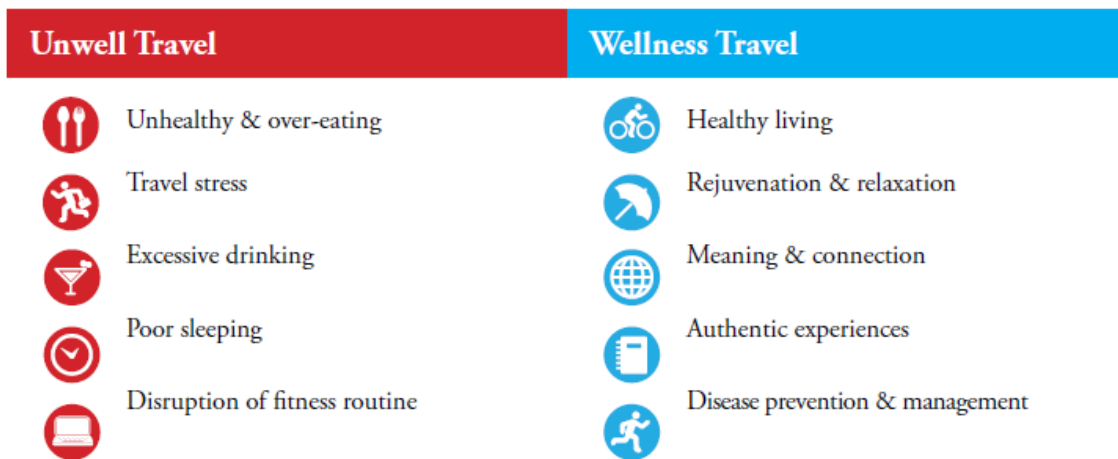 Unwell Travel
Wellness Travel
Unhealthy & over-eating
Healthy living
Travel stress
Rejuvenation & relaxation
Excessive drinking
Meaning & connection
Poor sleeping
Authentic experiences
Disruption of fitness routine
Disease prevention & management